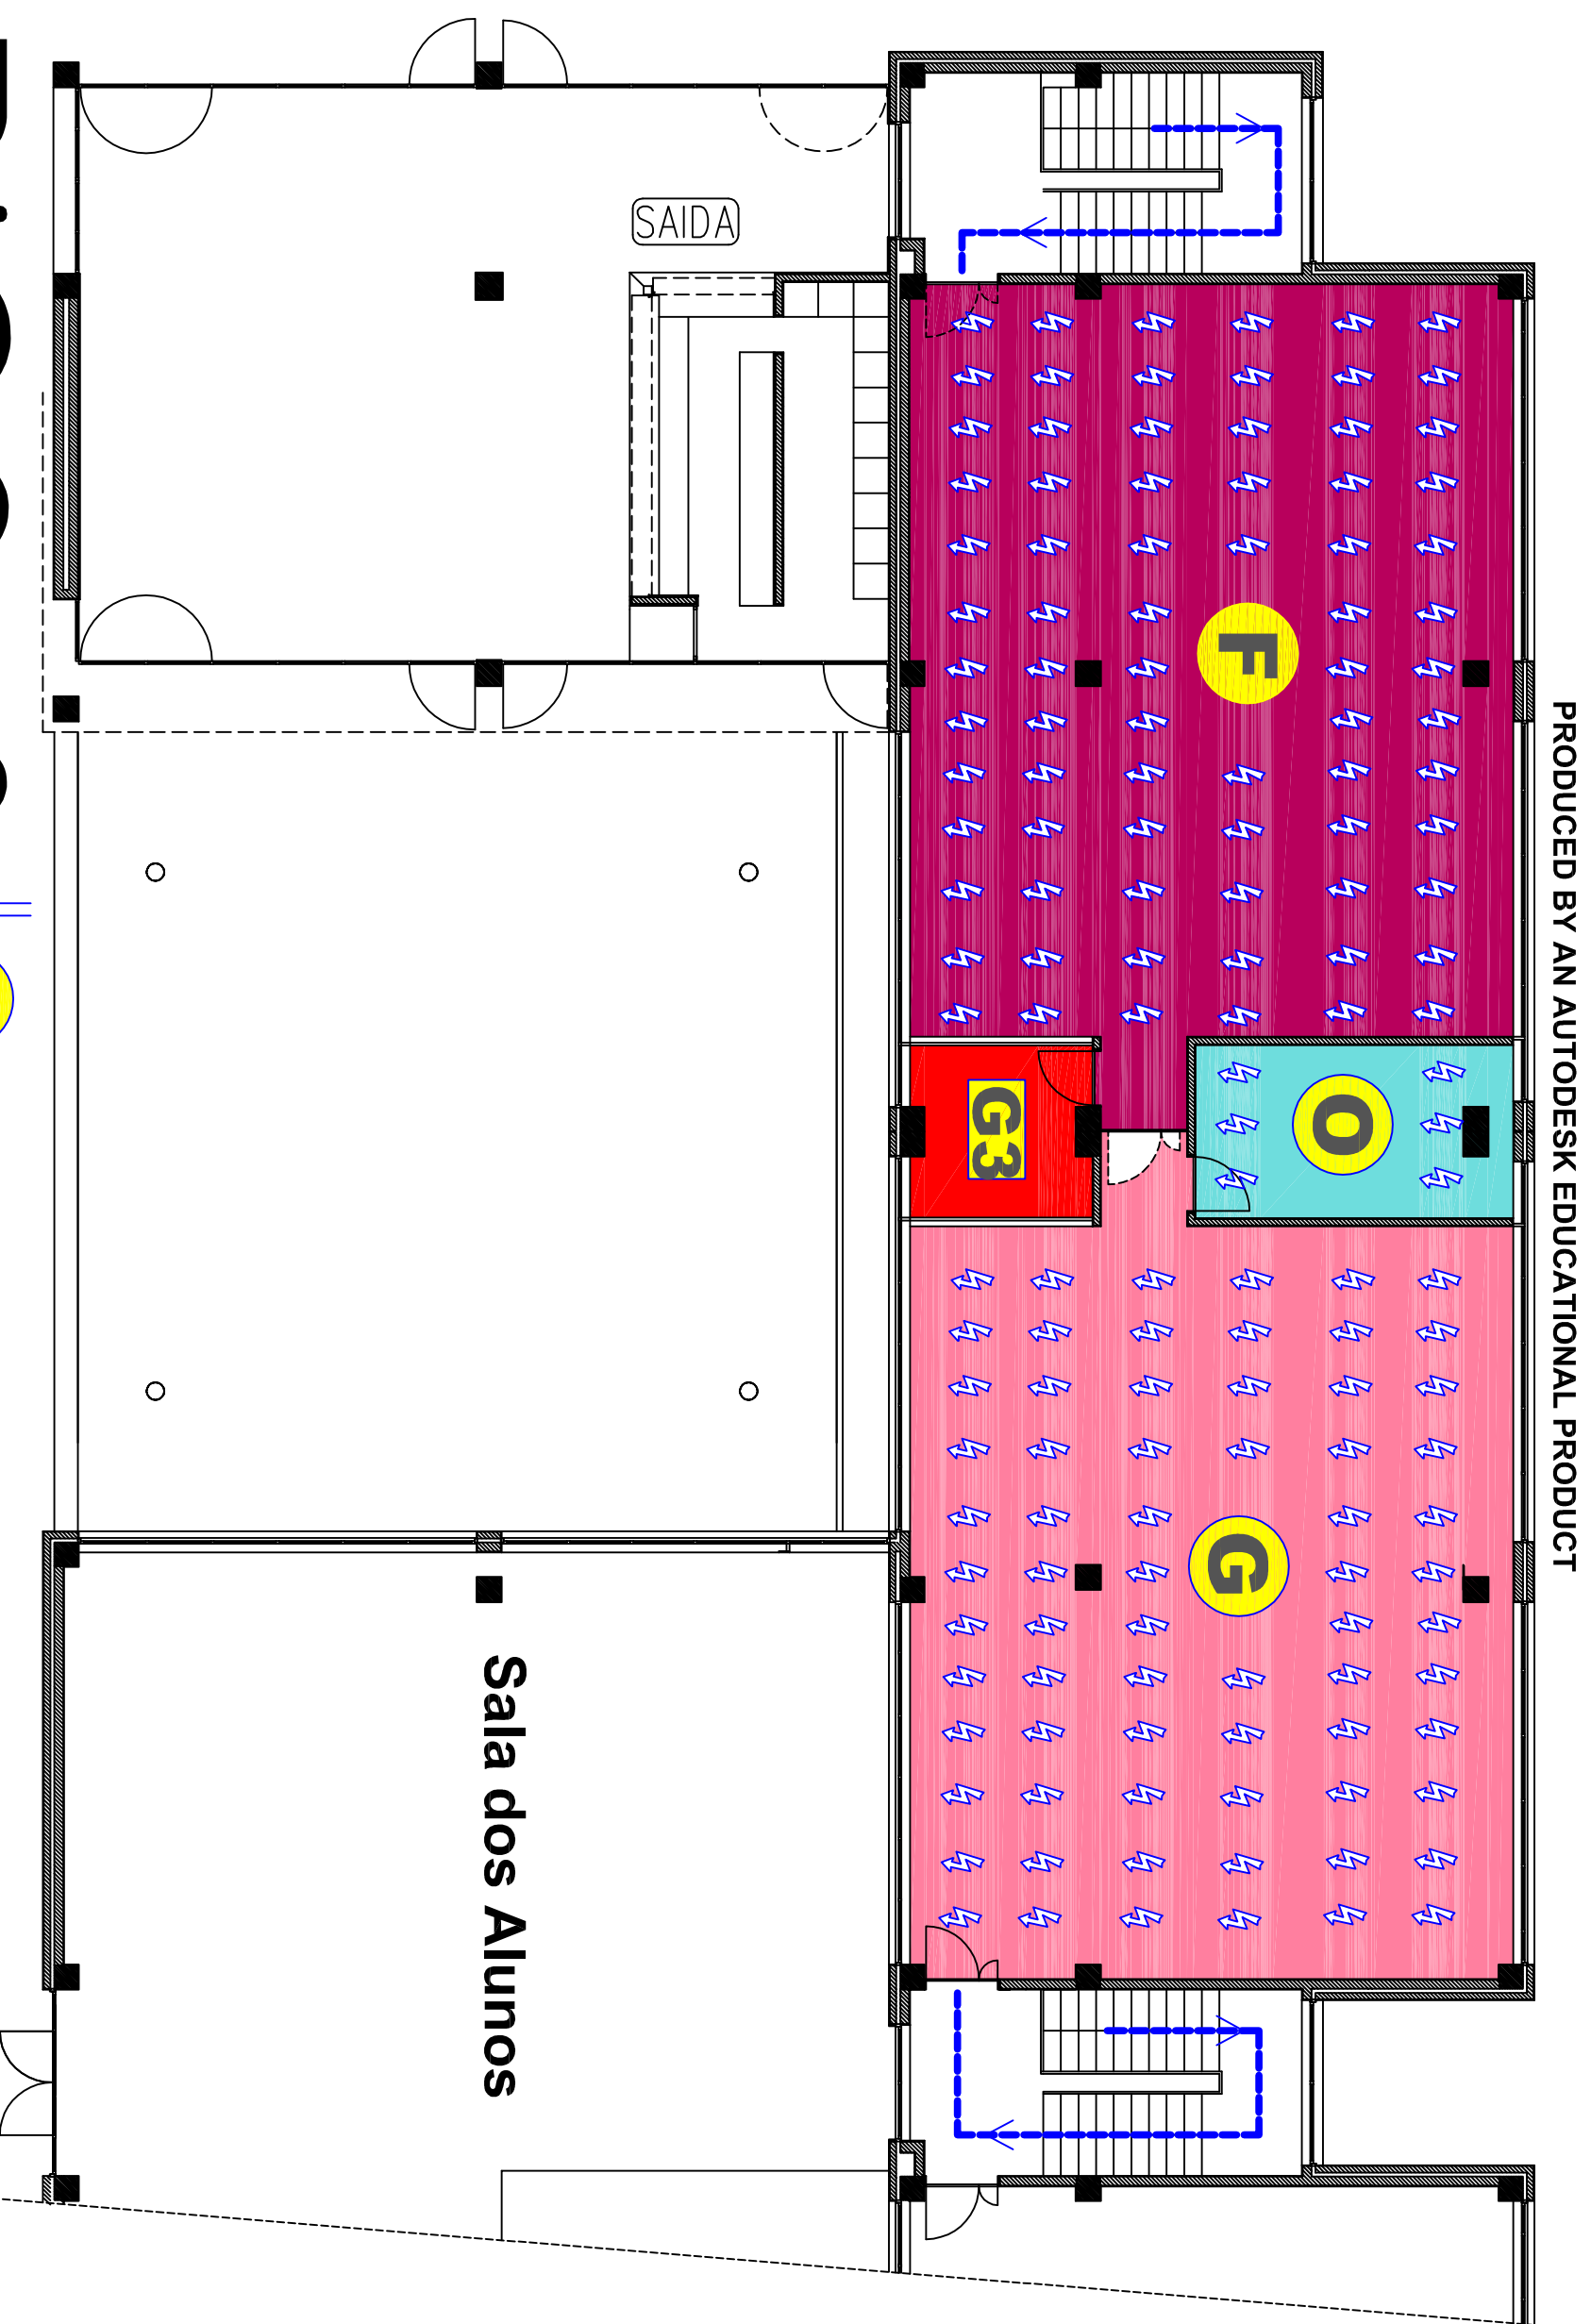 PRODUCED BY AN AUTODESK EDUCATIONAL PRODUCT
SAIDA
F
O
G3
G
Sala dos Alunos